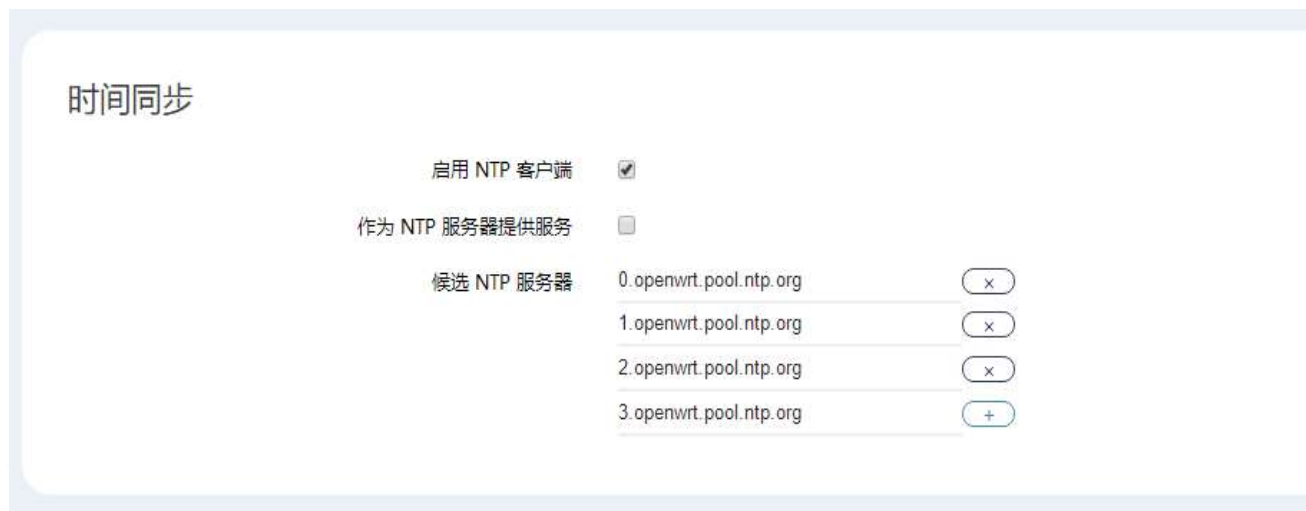 时间同步
启用 NTP 客户端
作为 NTP 服务器提供服务
候选 NTP 服务器 0.openwrt.pool.ntp.org ×
1.openwrt.pool.ntp.org ×
2.openwrt.pool.ntp.org ×
3.openwrt.pool.ntp.org +